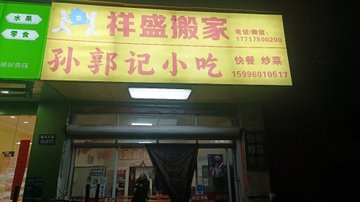 水果
零食
祥盛搬家
电话/微信:
17717500200
孙郭记小吃
快餐 炒菜
15996010517